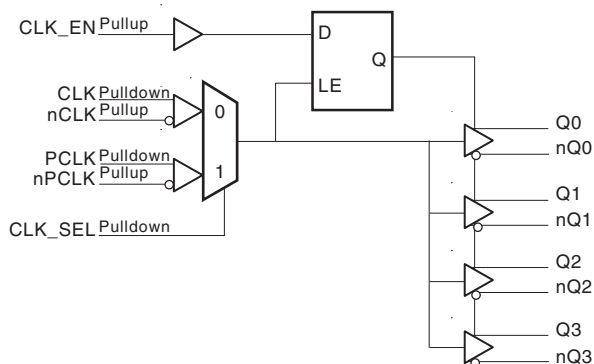 CLK_EN Pullup
D
Q
LE
CLK Pulldown
nCLK Pullup
0
PCLK Pulldown
nPCLK Pullup
1
CLK_SEL Pulldown
Q0
nQ0
Q1
nQ1
Q2
nQ2
Q3
nQ3